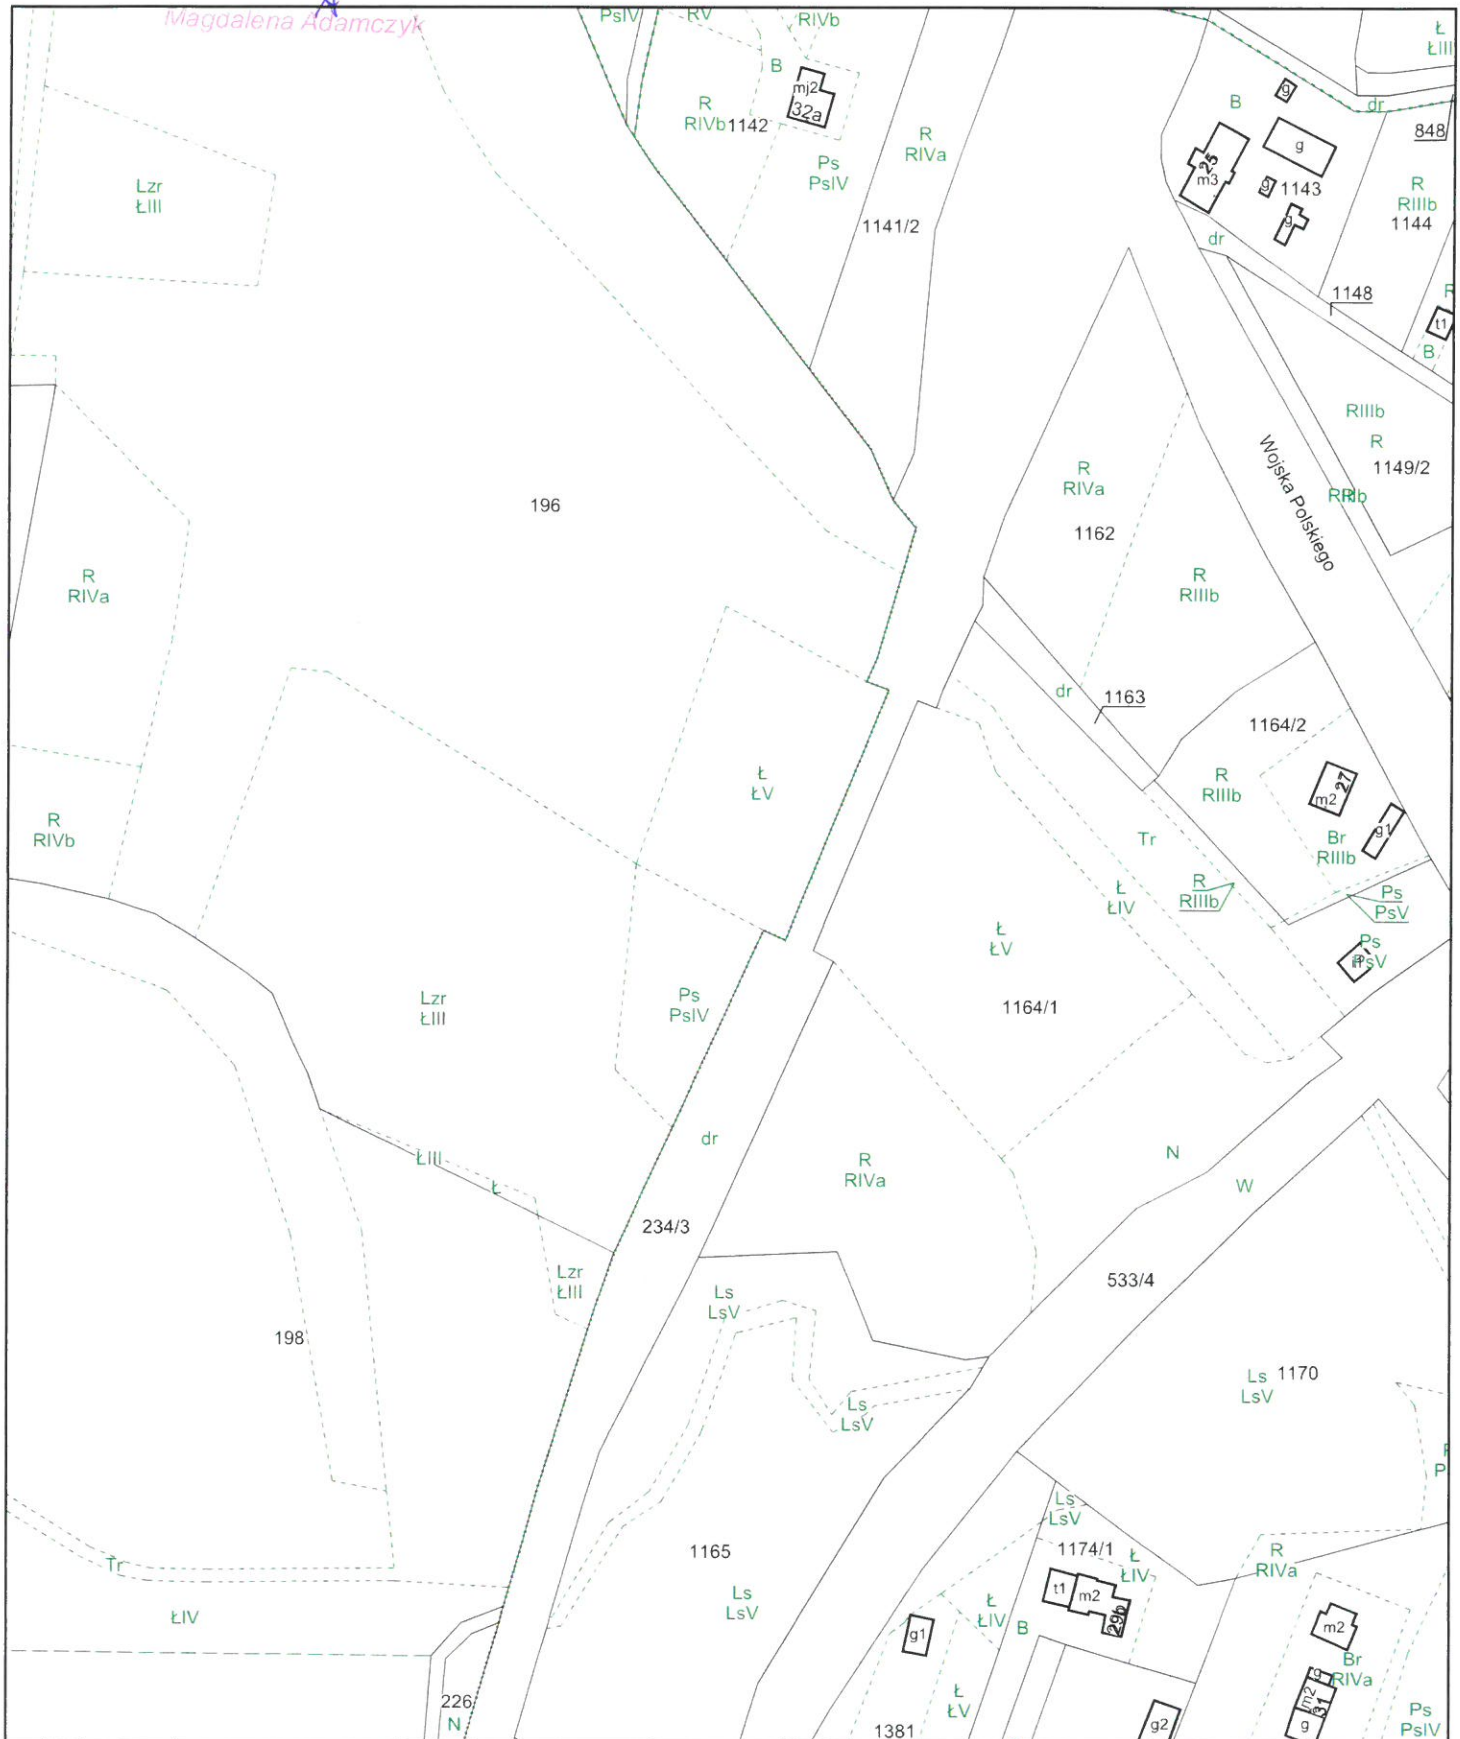 Magdalena Adamczyk
PsIV
RV
RIVb
Ł
ŁIII
B
mj2
32a
R
RIVb
1142
R
RIVa
Ps
PsIV
1141/2
B
g
dr
848
g
25
m3
g
1143
g
R
RIIIb
1144
dr
Lzr
ŁIII
1148
R
t1
B
RIIIb
R
1149/2
Wojska Polskiego
R
RIVa
1162
196
R
RIVa
R
RIIIb
dr
1163
1164/2
Ł
ŁV
R
RIIIb
27
m2
g1
Br
RIIIb
R
RIVb
Tr
R
RIIIb
Ł
ŁIV
Ps
PsV
Ps
PsV
Ł
ŁV
1164/1
Lzr
ŁIII
Ps
PsIV
dr
N
W
R
RIVa
ŁIII
Ł
234/3
Lzr
ŁIII
533/4
Ls
LsV
198
Ls
LsV
1170
Ls
LsV
Ls
LsV
1174/1
Ł
ŁIV
R
RIVa
1165
Tr
t1
m2
29b
Ls
LsV
ŁIV
Ł
ŁIV
B
g1
m2
Br
RIVa
g
m2
31
g
226
N
Ł
ŁV
1381
g2
Ps
PsIV